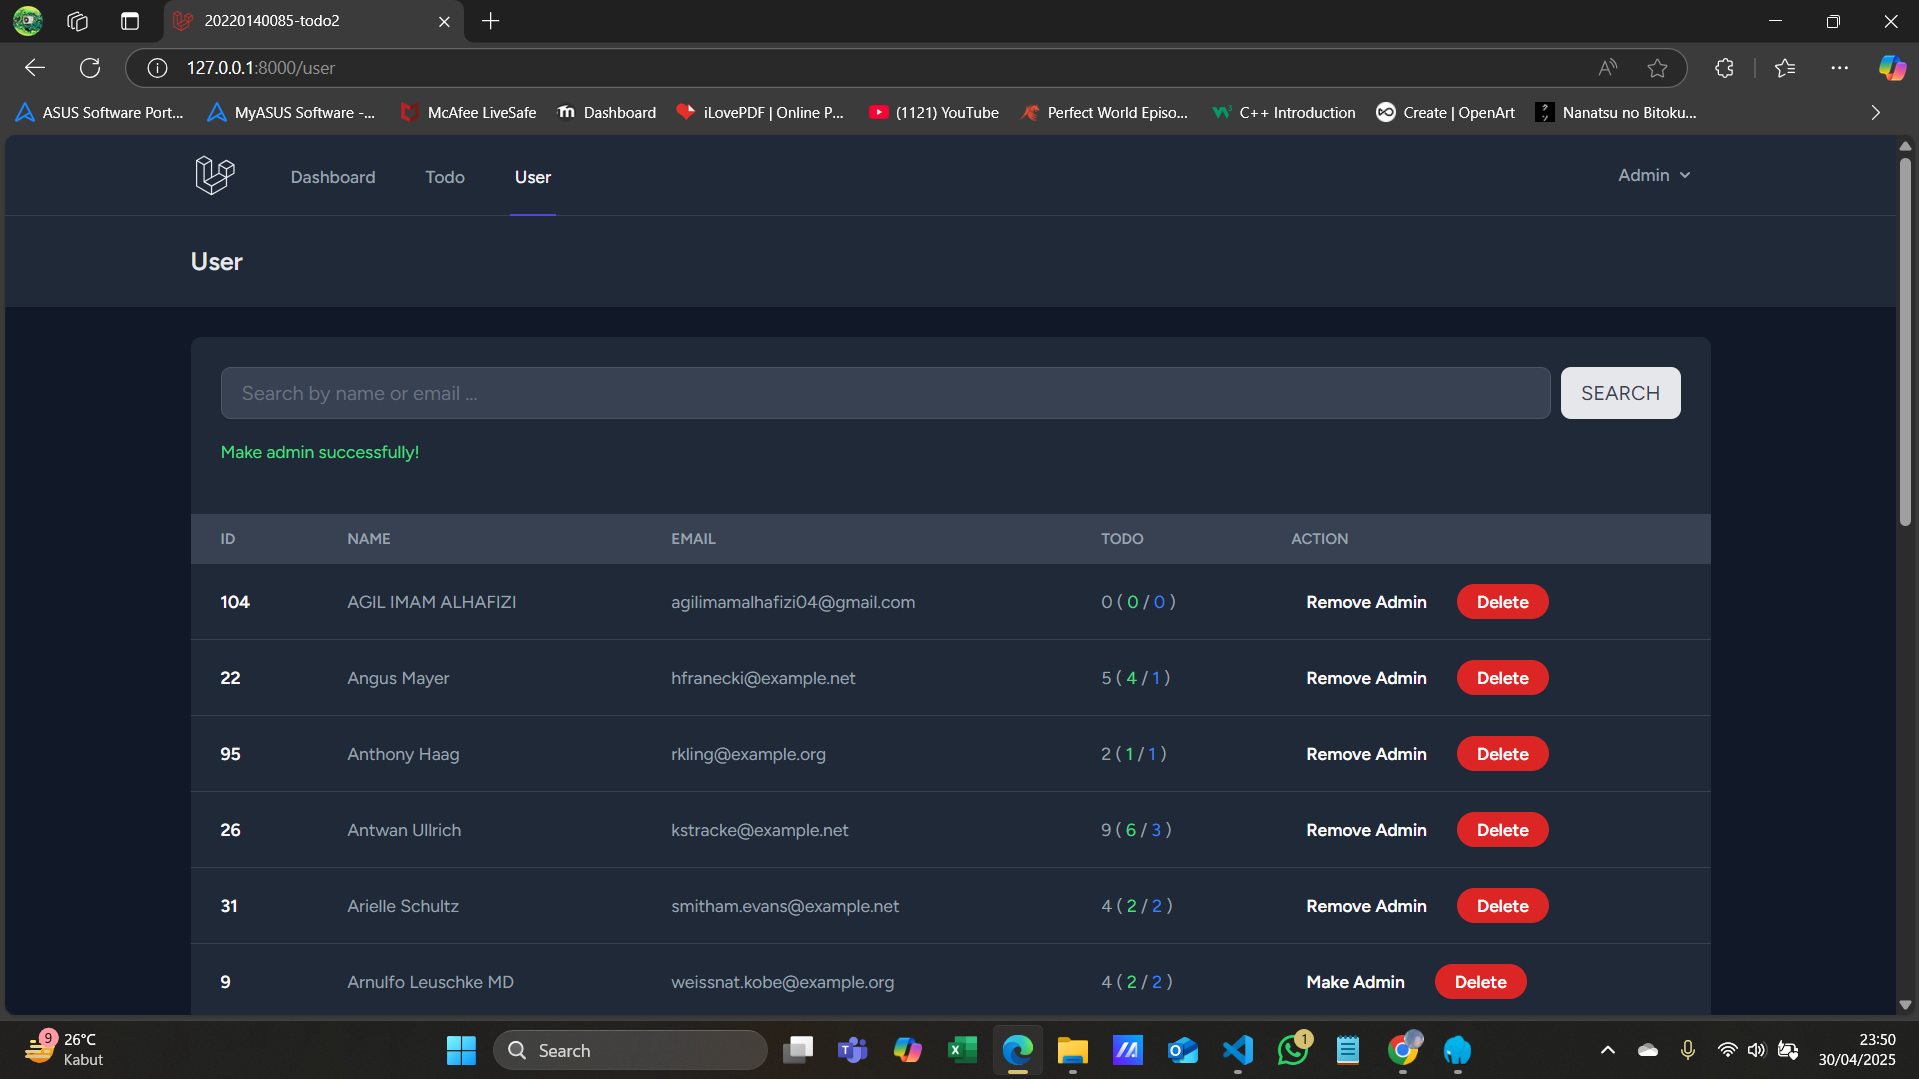 20220140085-todo2
127.0.0.1:8000/user
ASUS Software Port... MyASUS Software -... McAfee LiveSafe Dashboard iLovePDF | Online P... (1121) YouTube Perfect World Episo... C++ Introduction Create | OpenArt Nanatsu no Bitoku...
Dashboard Todo User Admin
User
Search by name or email ... SEARCH
Make admin successfully!
ID NAME EMAIL TODO ACTION
104 AGIL IMAM ALHAFIZI agilimamalhafizi04@gmail.com 0 ( 0 / 0 ) Remove Admin Delete
22 Angus Mayer hfranecki@example.net 5 ( 4 / 1 ) Remove Admin Delete
95 Anthony Haag rkling@example.org 2 ( 1 / 1 ) Remove Admin Delete
26 Antwan Ullrich kstracke@example.net 9 ( 6 / 3 ) Remove Admin Delete
31 Arielle Schultz smitham.evans@example.net 4 ( 2 / 2 ) Remove Admin Delete
9 Arnulfo Leuschke MD weissnat.kobe@example.org 4 ( 2 / 2 ) Make Admin Delete
9 26°C Search 1 23:50
Kabut 30/04/2025